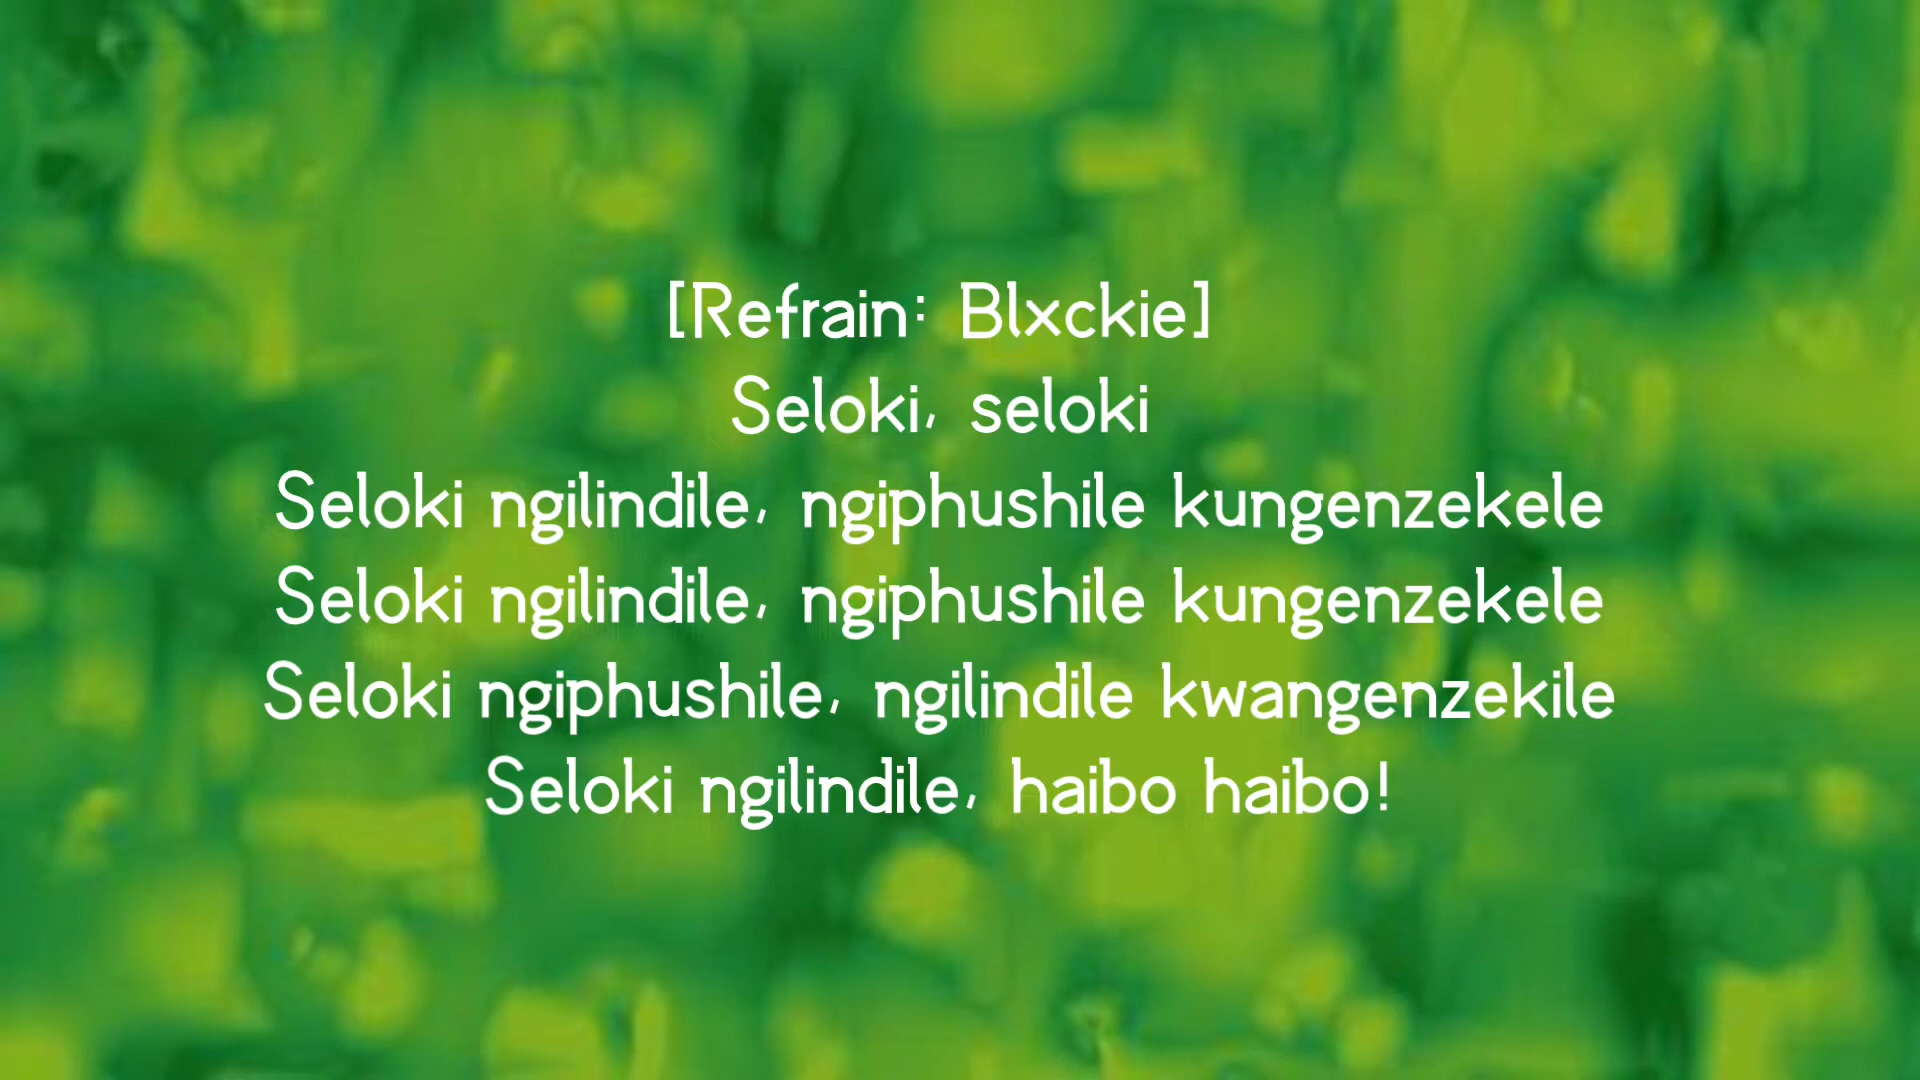 [Refrain: Blxckie]
Seloki, seloki
Seloki ngilindile, ngiphushile kungenzekele
Seloki ngilindile, ngiphushile kungenzekele
Seloki ngiphushile, ngilindile kwangenzekile
Seloki ngilindile, haibo haibo!